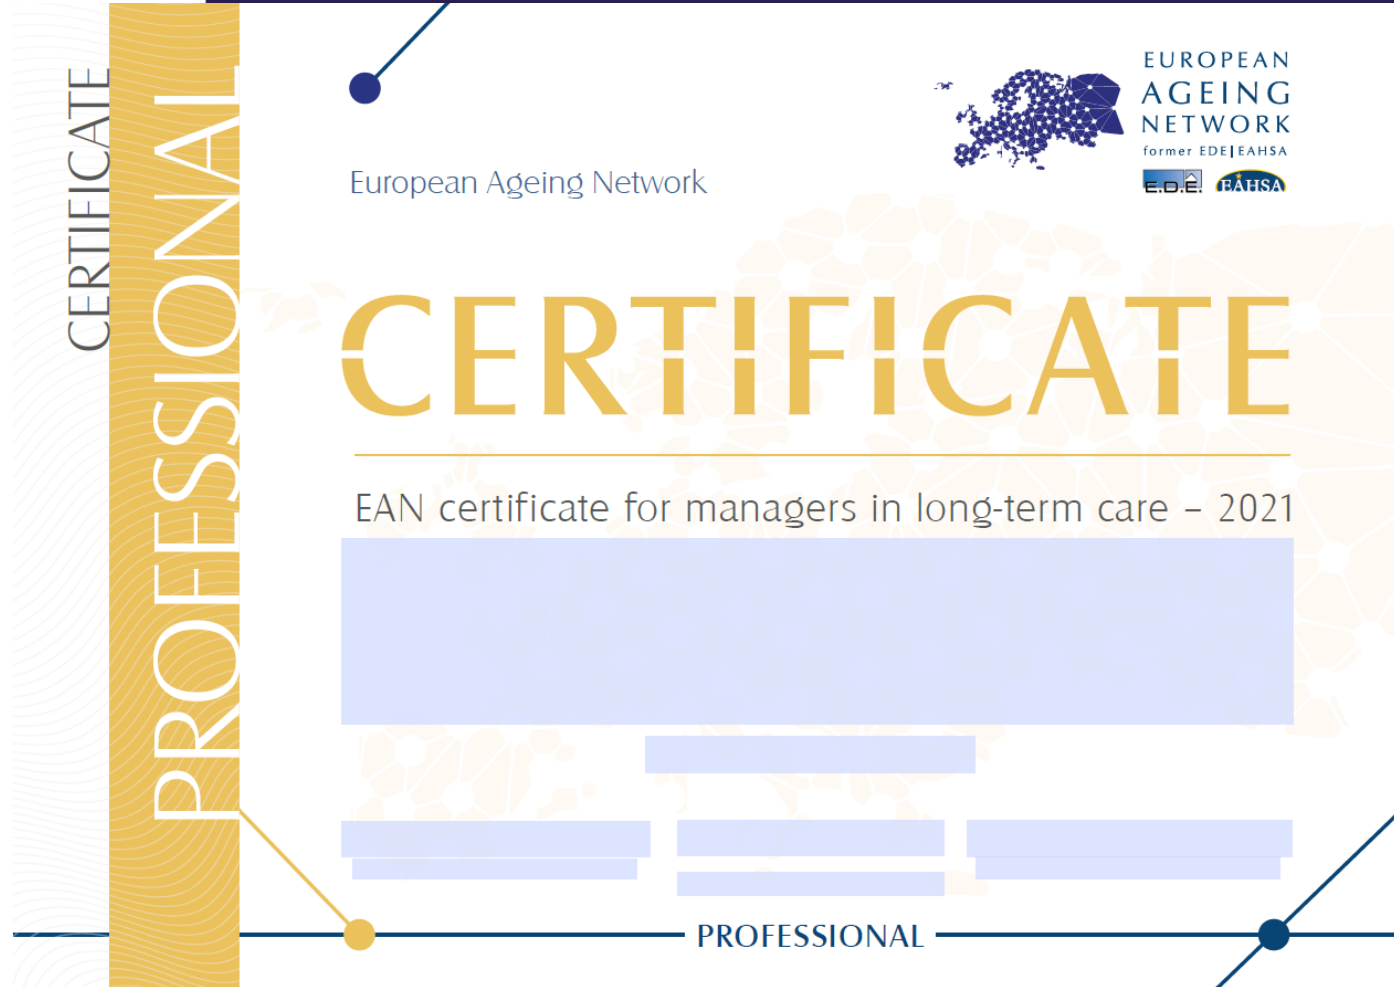 CERTIFICATE
PROFESSIONAL
European Ageing Network
EUROPEAN
AGEING
NETWORK
former EDE|EAHSA
E.D.E. EAHSA
CERTIFICATE
EAN certificate for managers in long-term care – 2021
PROFESSIONAL